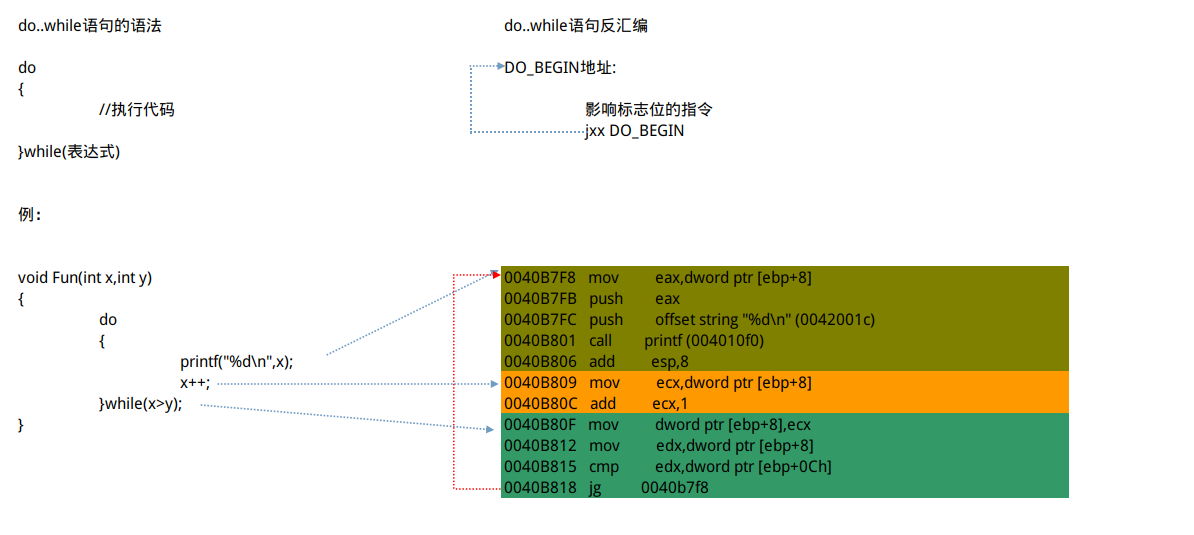 do..while语句的语法
do
{
//执行代码
}while(表达式)
do..while语句反汇编
DO_BEGIN地址:
影响标志位的指令
jxx DO_BEGIN
例：
void Fun(int x,int y)
{
do
{
printf("%d\n",x);
x++;
}while(x>y);
}
0040B7F8 mov eax,dword ptr [ebp+8]
0040B7FB push eax
0040B7FC push offset string "%d\n" (0042001c)
0040B801 call printf (004010f0)
0040B806 add esp,8
0040B809 mov ecx,dword ptr [ebp+8]
0040B80C add ecx,1
0040B80F mov dword ptr [ebp+8],ecx
0040B812 mov edx,dword ptr [ebp+8]
0040B815 cmp edx,dword ptr [ebp+0Ch]
0040B818 jg 0040b7f8